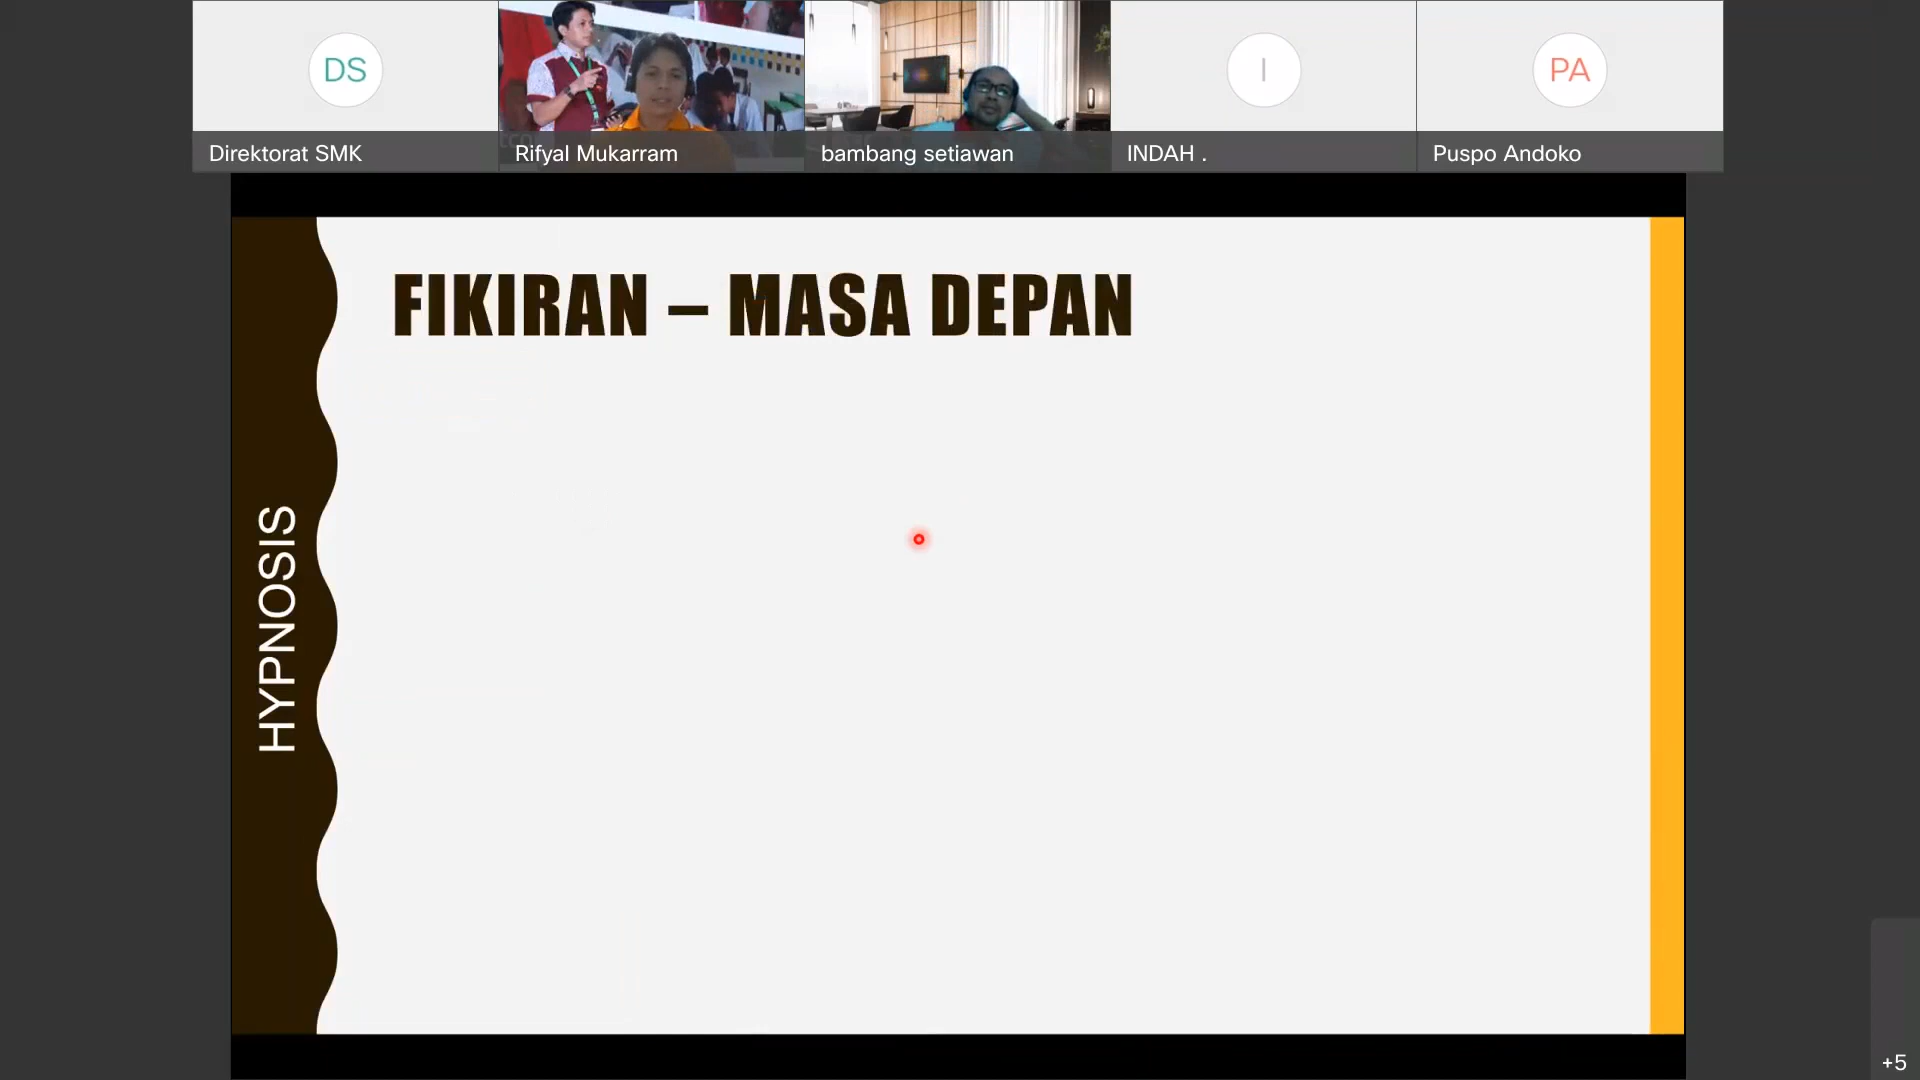 DS
I
PA
Direktorat SMK
Rifyal Mukarram
bambang setiawan
INDAH .
Puspo Andoko
FIKIRAN – MASA DEPAN
HYPNOSIS
+5